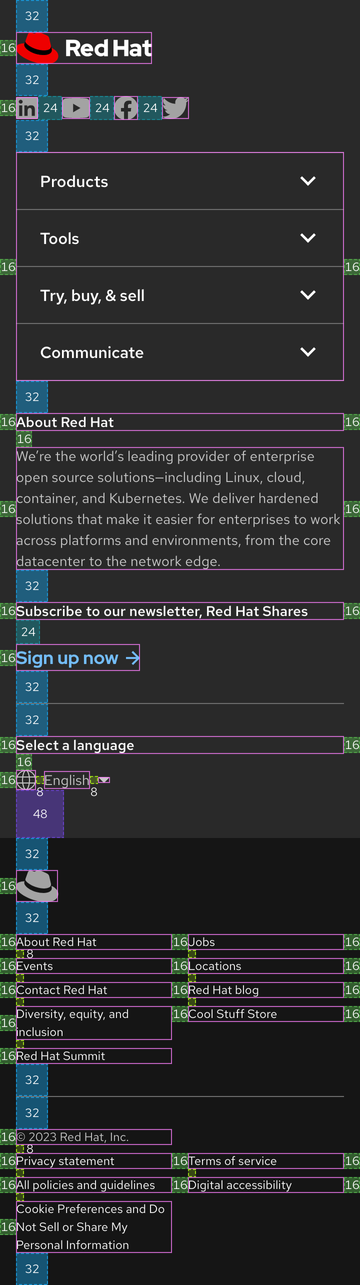 32
16 Red Hat
32
16 in 24 24 24
32
Products
Tools
16 16
Try, buy, & sell
Communicate
32
16 About Red Hat 16
16
We're the world's leading provider of enterprise
open source solutions—including Linux, cloud,
container, and Kubernetes. We deliver hardened
16 solutions that make it easier for enterprises to work 16
across platforms and environments, from the core
datacenter to the network edge.
32
16 Subscribe to our newsletter, Red Hat Shares 16
24
16 Sign up now →
32
32
16 Select a language 16
16
16 English
8 8
48
32
16
32
16 About Red Hat 16 Jobs 16
8
16 Events 16 Locations 16
16 Contact Red Hat 16 Red Hat blog 16
16 Diversity, equity, and 16 Cool Stuff Store 16
inclusion
16 Red Hat Summit
32
32
16 © 2023 Red Hat, Inc.
8
16 Privacy statement 16 Terms of service 16
16 All policies and guidelines 16 Digital accessibility 16
Cookie Preferences and Do
16 Not Sell or Share My
Personal Information
32